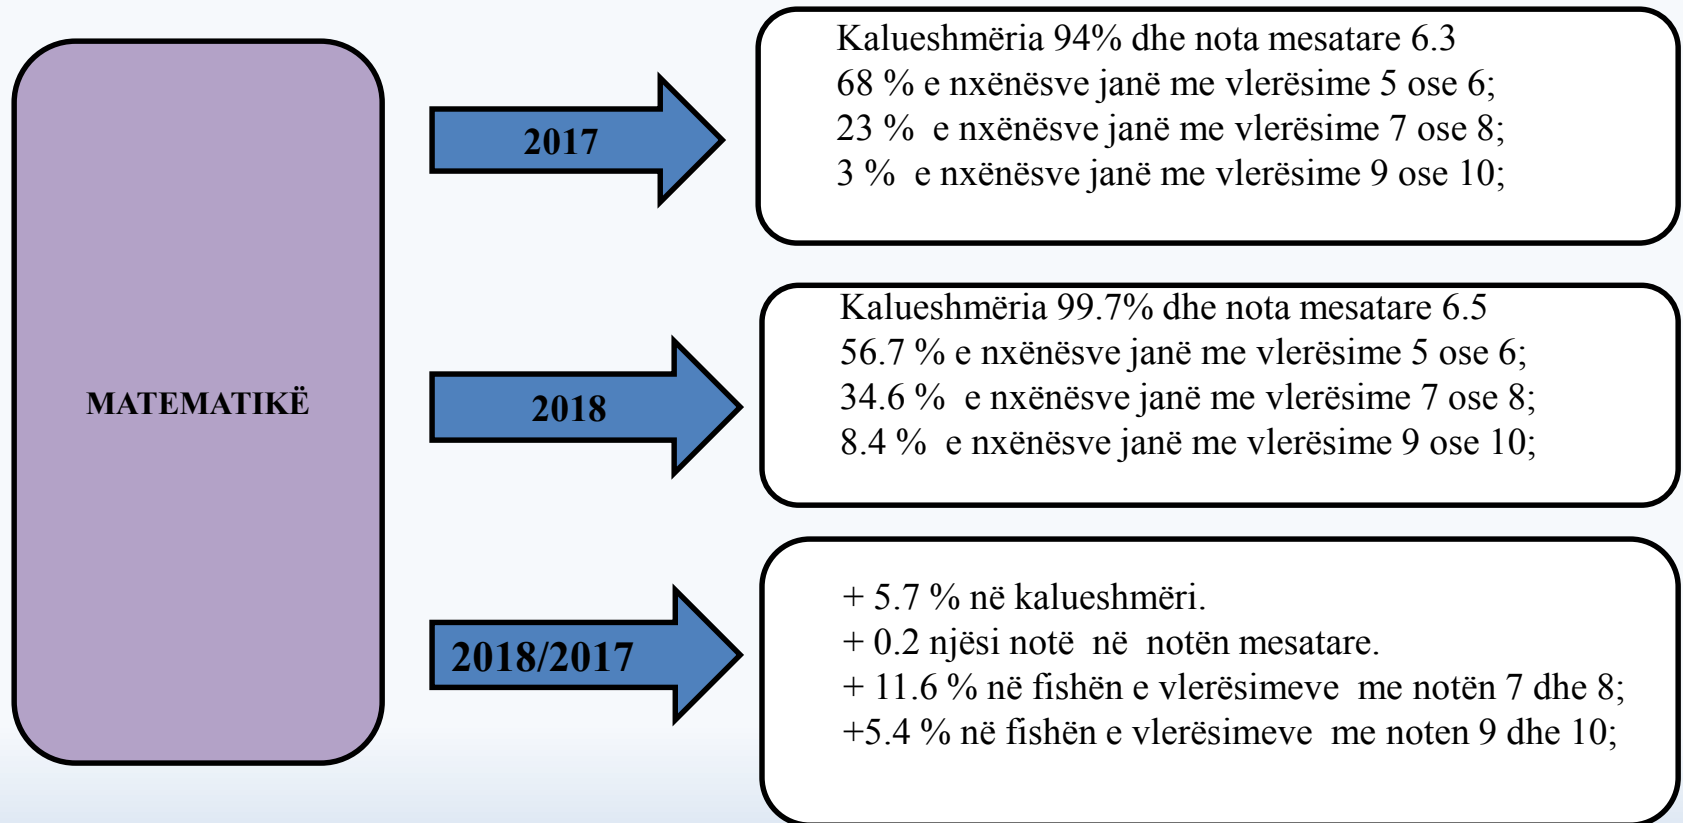 MATEMATIKË
2017
Kalueshmëria 94% dhe nota mesatare 6.3
68 % e nxënësve janë me vlerësime 5 ose 6;
23 % e nxënësve janë me vlerësime 7 ose 8;
3 % e nxënësve janë me vlerësime 9 ose 10;
2018
Kalueshmëria 99.7% dhe nota mesatare 6.5
56.7 % e nxënësve janë me vlerësime 5 ose 6;
34.6 % e nxënësve janë me vlerësime 7 ose 8;
8.4 % e nxënësve janë me vlerësime 9 ose 10;
2018/2017
+ 5.7 % në kalueshmëri.
+ 0.2 njësi notë në notën mesatare.
+ 11.6 % në fishën e vlerësimeve me notën 7 dhe 8;
+5.4 % në fishën e vlerësimeve me noten 9 dhe 10;